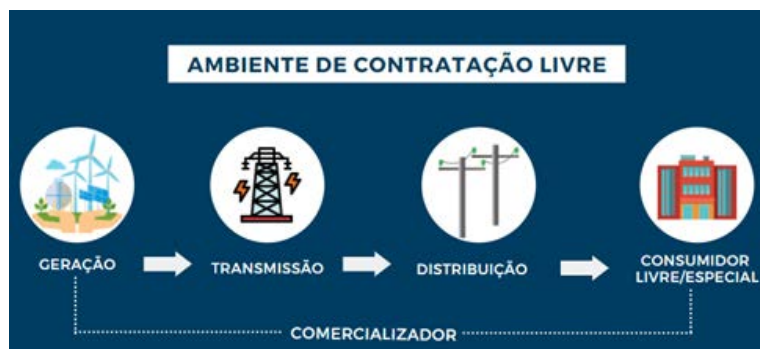 AMBIENTE DE CONTRATAÇÃO LIVRE
GERAÇÃO
TRANSMISSÃO
DISTRIBUIÇÃO
CONSUMIDOR
LIVRE/ESPECIAL
COMERCIALIZADOR